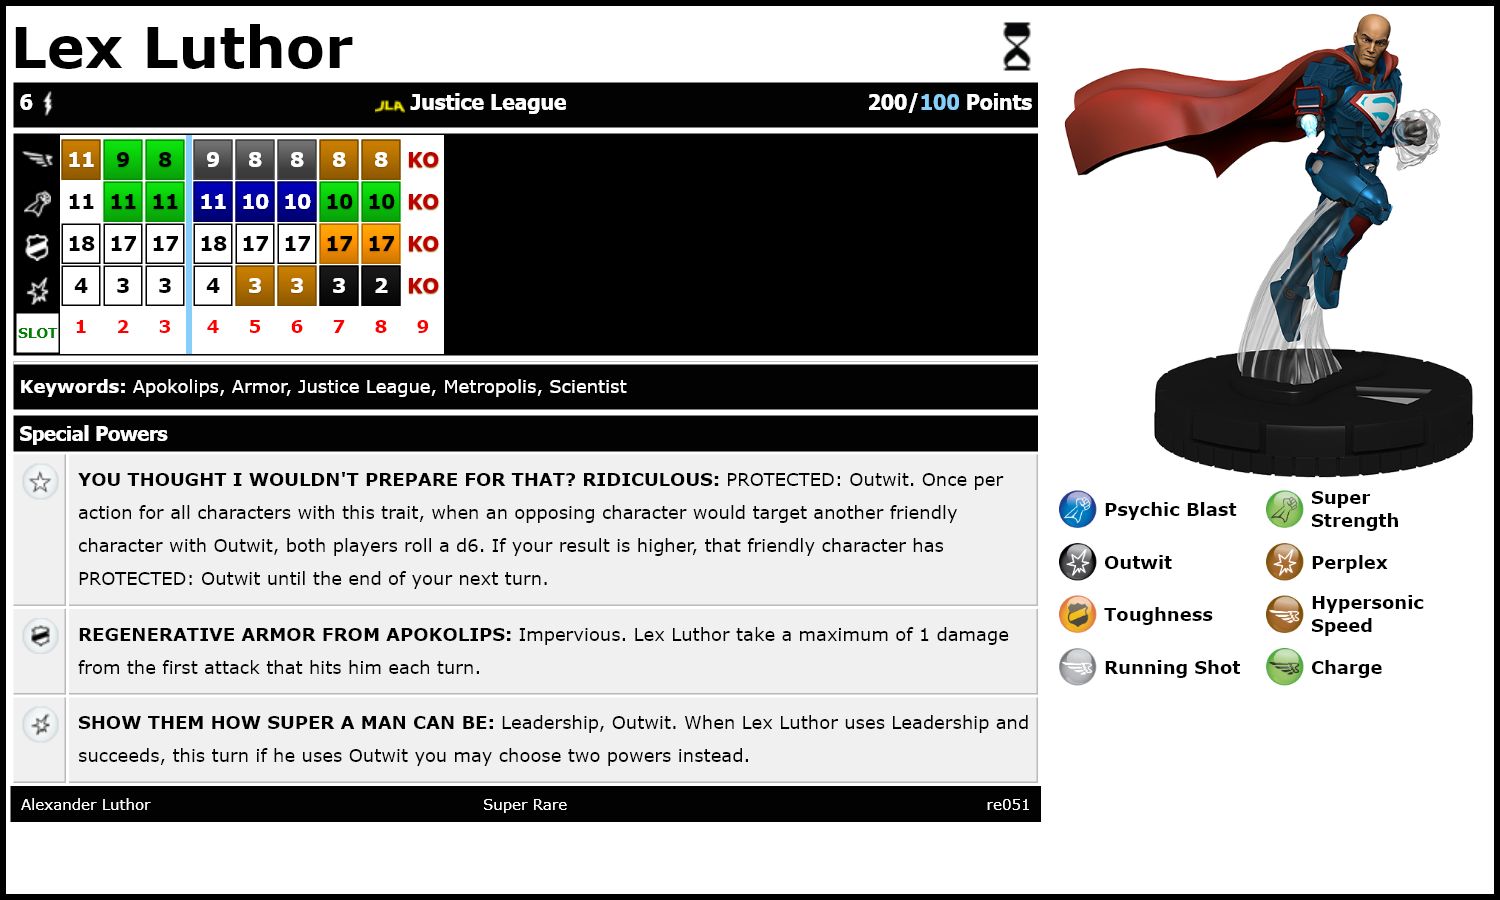 Lex Luthor
6 JLA Justice League 200/100 Points
11 9 8 9 8 8 8 8 KO
11 11 11 11 10 10 10 10 KO
18 17 17 18 17 17 17 17 KO
4 3 3 4 3 3 3 2 KO
SLOT 1 2 3 4 5 6 7 8 9
Keywords: Apokolips, Armor, Justice League, Metropolis, Scientist
Special Powers
YOU THOUGHT I WOULDN'T PREPARE FOR THAT? RIDICULOUS: PROTECTED: Outwit. Once per
action for all characters with this trait, when an opposing character would target another friendly
character with Outwit, both players roll a d6. If your result is higher, that friendly character has
PROTECTED: Outwit until the end of your next turn.
REGENERATIVE ARMOR FROM APOKOLIPS: Impervious. Lex Luthor take a maximum of 1 damage
from the first attack that hits him each turn.
SHOW THEM HOW SUPER A MAN CAN BE: Leadership, Outwit. When Lex Luthor uses Leadership and
succeeds, this turn if he uses Outwit you may choose two powers instead.
Alexander Luthor Super Rare re051
Psychic Blast
Super
Strength
Outwit
Perplex
Toughness
Hypersonic
Speed
Running Shot
Charge